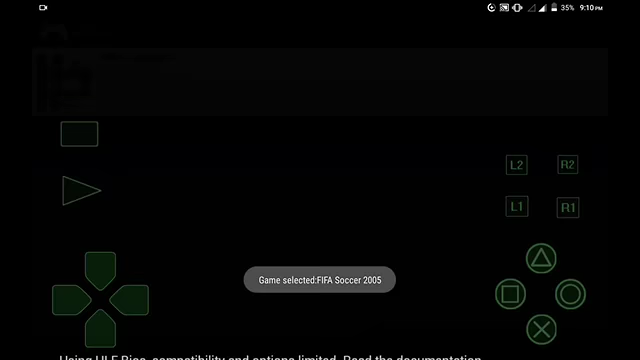 35% 9:10 PM
L2 R2
L1 R1
Game selected:FIFA Soccer 2005
Using HLE Bios, compatibility and options limited. Read the documentation